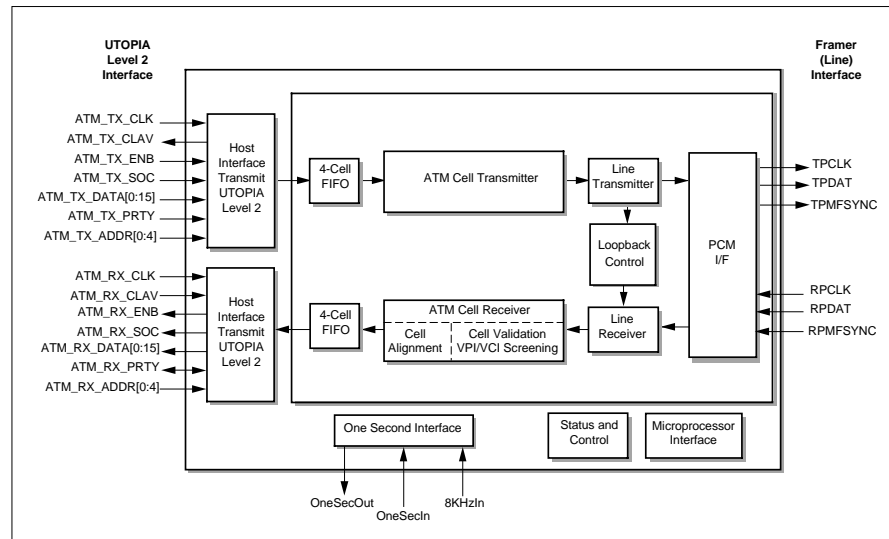 UTOPIA
Level 2
Interface
Framer
(Line)
Interface
ATM_TX_CLK
ATM_TX_CLAV
ATM_TX_ENB
ATM_TX_SOC
ATM_TX_DATA[0:15]
ATM_TX_PRTY
ATM_TX_ADDR[0:4]
Host
Interface
Transmit
UTOPIA
Level 2
4-Cell
FIFO
ATM Cell Transmitter
Line
Transmitter
Loopback
Control
PCM
I/F
TPCLK
TPDAT
TPMFSYNC
ATM_RX_CLK
ATM_RX_CLAV
ATM_RX_ENB
ATM_RX_SOC
ATM_RX_DATA[0:15]
ATM_RX_PRTY
ATM_RX_ADDR[0:4]
Host
Interface
Transmit
UTOPIA
Level 2
4-Cell
FIFO
ATM Cell Receiver
Cell
Alignment
Cell Validation
VPI/VCI Screening
Line
Receiver
RPCLK
RPDAT
RPMFSYNC
One Second Interface
Status and
Control
Microprocessor
Interface
OneSecOut
OneSecIn
8KHzIn